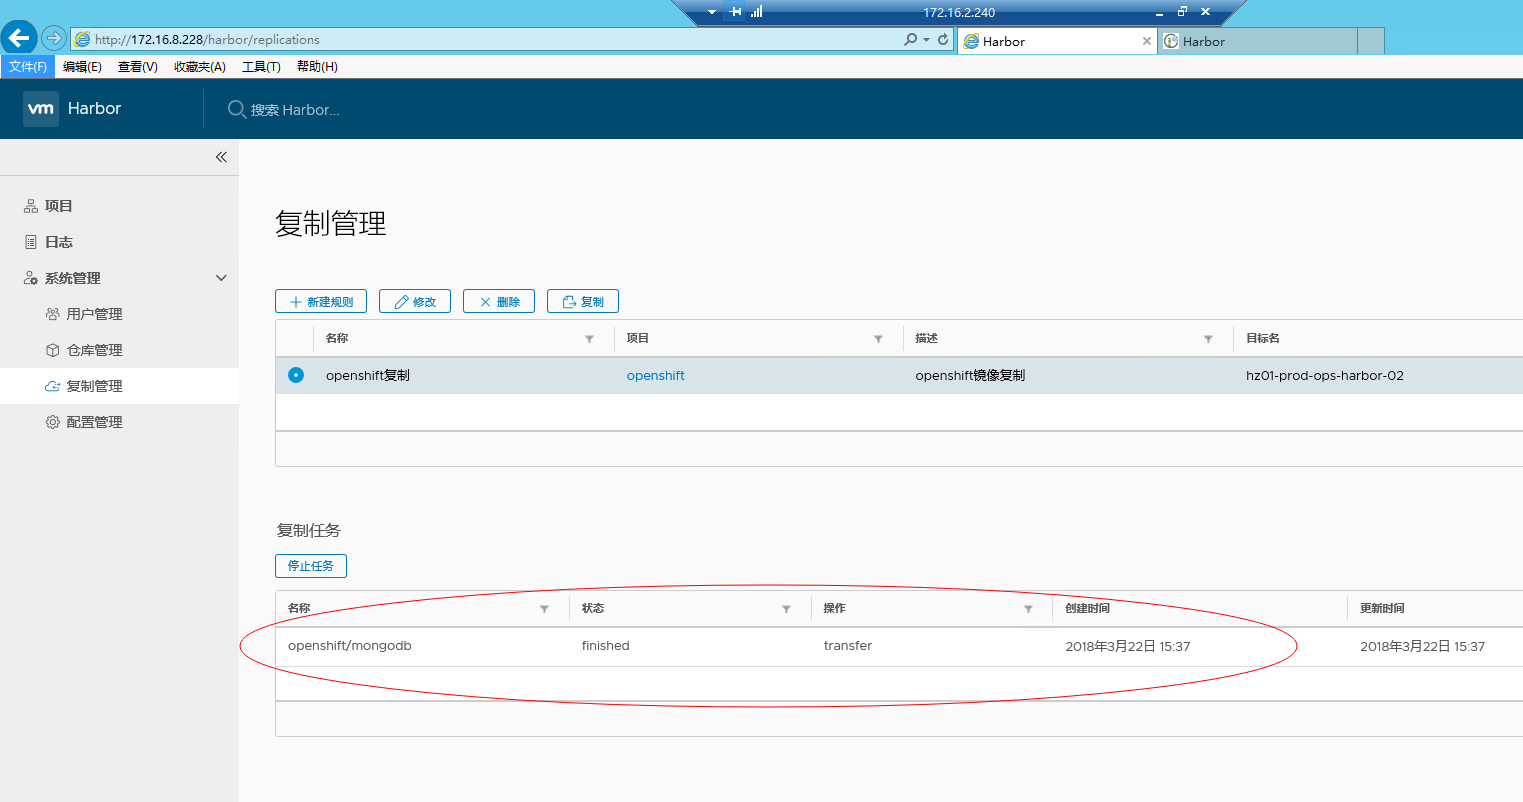 172.16.2.240
http://172.16.8.228/harbor/replications
Harbor
Harbor
文件(F) 编辑(E) 查看(V) 收藏夹(A) 工具(T) 帮助(H)
vm Harbor 搜索 Harbor...
项目
日志
系统管理
用户管理
仓库管理
复制管理
配置管理
复制管理
新建规则 修改 删除 复制
名称 项目 描述 目标名
openshift复制 openshift openshift镜像复制 hz01-prod-ops-harbor-02
复制任务
停止任务
名称 状态 操作 创建时间 更新时间
openshift/mongodb finished transfer 2018年3月22日 15:37 2018年3月22日 15:37